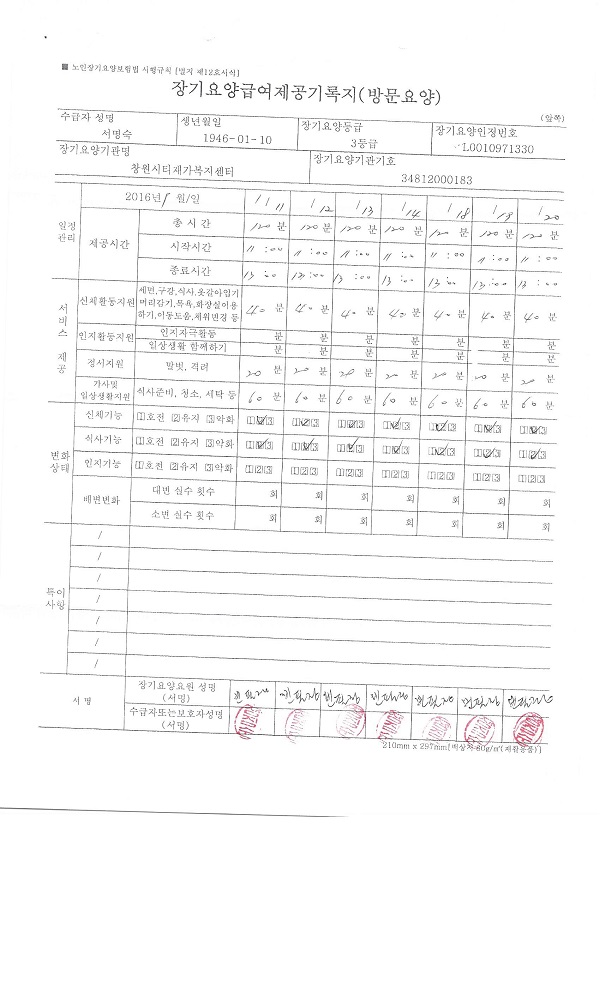 ■ 노인장기요양보험법 시행규칙 [별지 제12호서식]
장기요양급여제공기록지(방문요양)
(앞쪽)
수급자 성명 생년월일 장기요양등급 장기요양인정번호
서명숙 1946-01-10 3등급 L0010971330
장기요양기관명 장기요양기관기호
창원시티재가복지센터 34812000183
일정관리 2016년 1월/일 1/11 1/12 1/13 1/14 1/18 1/19 1/20
제공시간 총 시 간 120 분 120 분 120 분 120 분 120 분 120 분 120 분
시작시간 11:00 11:00 11:00 11:00 11:00 11:00 11:00
종료시간 13:00 13:00 13:00 13:00 13:00 13:00 13:00
서비스 제공
신체활동지원 세면,구강,식사,옷갈아입기
머리감기,목욕,화장실이용
하기,이동도움,체위변경 등 40 분 40 분 40 분 40 분 40 분 40 분 40 분
인지활동지원 인지자극활동 분 분 분 분 분 분 분
일상생활 함께하기 분 분 분 분 분 분 분
정서지원 말벗, 격려 20 분 20 분 20 분 20 분 20 분 20 분 20 분
가사및
일상생활지원 식사준비, 청소, 세탁 등 60 분 60 분 60 분 60 분 60 분 60 분 60 분
변화상태
신체기능 1호전 2유지 3악화 123 123 123 123 123 123 123
식사기능 1호전 2유지 3악화 123 123 123 123 123 123 123
인지기능 1호전 2유지 3악화 123 123 123 123 123 123 123
배변변화 대변 실수 횟수 회 회 회 회 회 회 회
소변 실수 횟수 회 회 회 회 회 회 회
특이사항
/
/
/
/
/
/
/
서 명
장기요양요원 성명
(서명)
수급자또는보호자성명
(서명)
210mm x 297mm[백상지 80g/㎡(재활용품)]